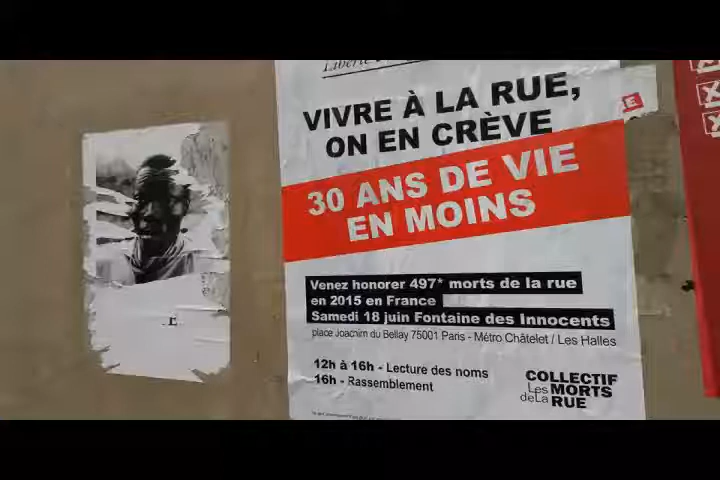 Liberté
VIVRE À LA RUE,
ON EN CRÈVE
30 ANS DE VIE
EN MOINS
Venez honorer 497* morts de la rue
en 2015 en France
Samedi 18 juin Fontaine des Innocents
place Joachim du Bellay 75001 Paris - Métro Châtelet / Les Halles
12h à 16h - Lecture des noms
16h - Rassemblement
COLLECTIF
Les MORTS
deLa RUE